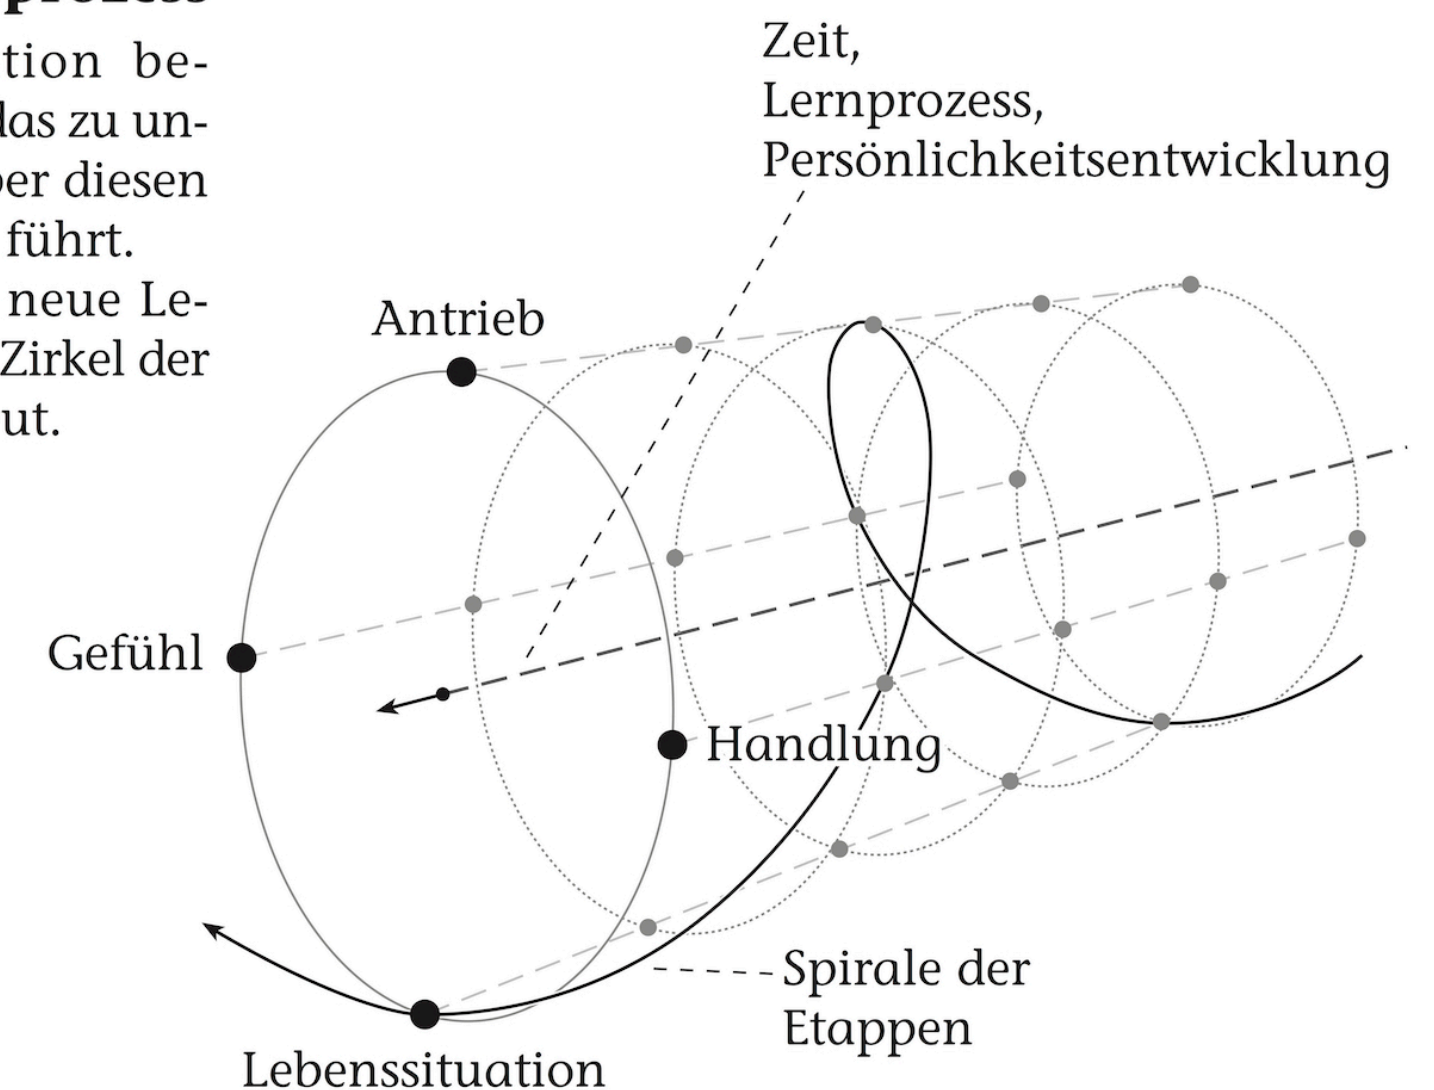 prozess
tion be-
das zu un-
diesen
führt.
neue Le-
Zirkel der
ut.
Zeit,
Lernprozess,
Persönlichkeitsentwicklung
Antrieb
Gefühl
Handlung
Spirale der
Etappen
Lebenssituation